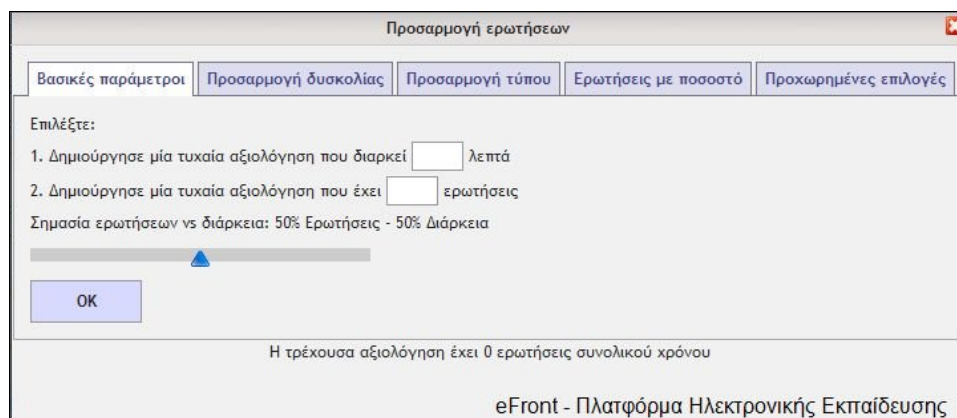 Προσαρμογή ερωτήσεων
Βασικές παράμετροι Προσαρμογή δυσκολίας Προσαρμογή τύπου Ερωτήσεις με ποσοστό Προχωρημένες επιλογές
Επιλέξτε:
1. Δημιούργησε μία τυχαία αξιολόγηση που διαρκεί λεπτά
2. Δημιούργησε μία τυχαία αξιολόγηση που έχει ερωτήσεις
Σημασία ερωτήσεων vs διάρκεια: 50% Ερωτήσεις - 50% Διάρκεια
OK
Η τρέχουσα αξιολόγηση έχει 0 ερωτήσεις συνολικού χρόνου
eFront - Πλατφόρμα Ηλεκτρονικής Εκπαίδευσης